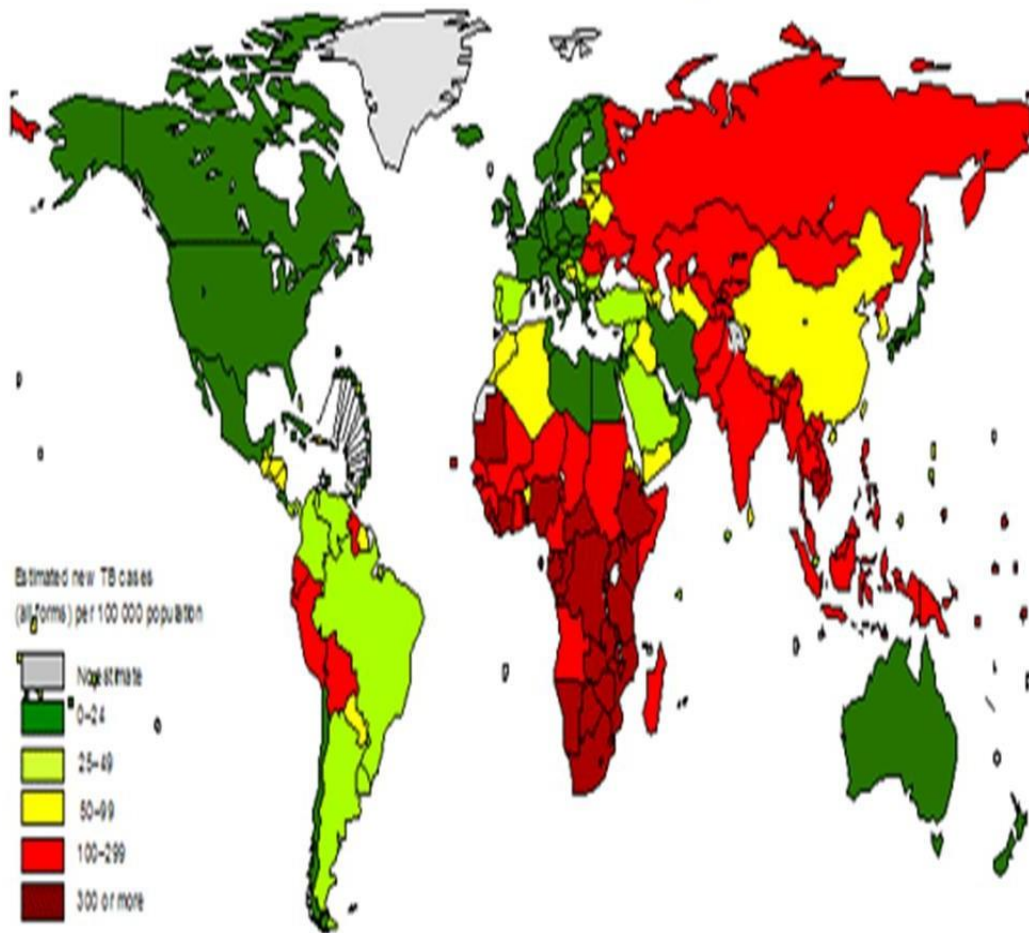 Estimated new TB cases
(all forms) per 100 000 population
No estimate
0–24
25–49
50–99
100–299
300 or more